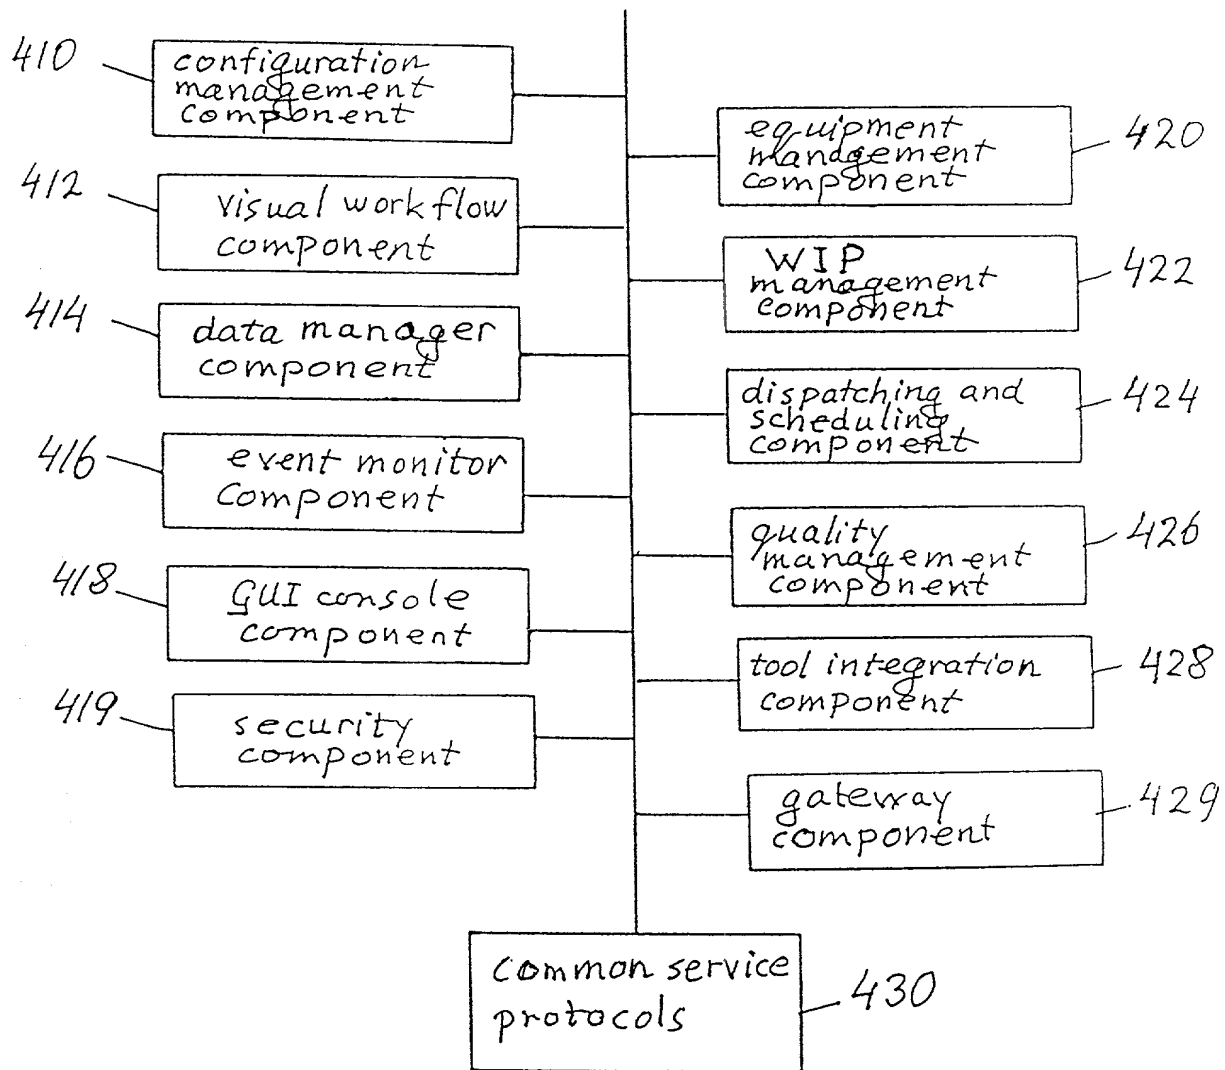 410
configuration
management
component
412
visual workflow
component
414
data manager
component
416
event monitor
component
418
GUI console
component
419
security
component
equipment
management
component
420
WIP
management
component
422
dispatching and
scheduling
component
424
quality
management
component
426
tool integration
component
428
gateway
component
429
common service
protocols
430